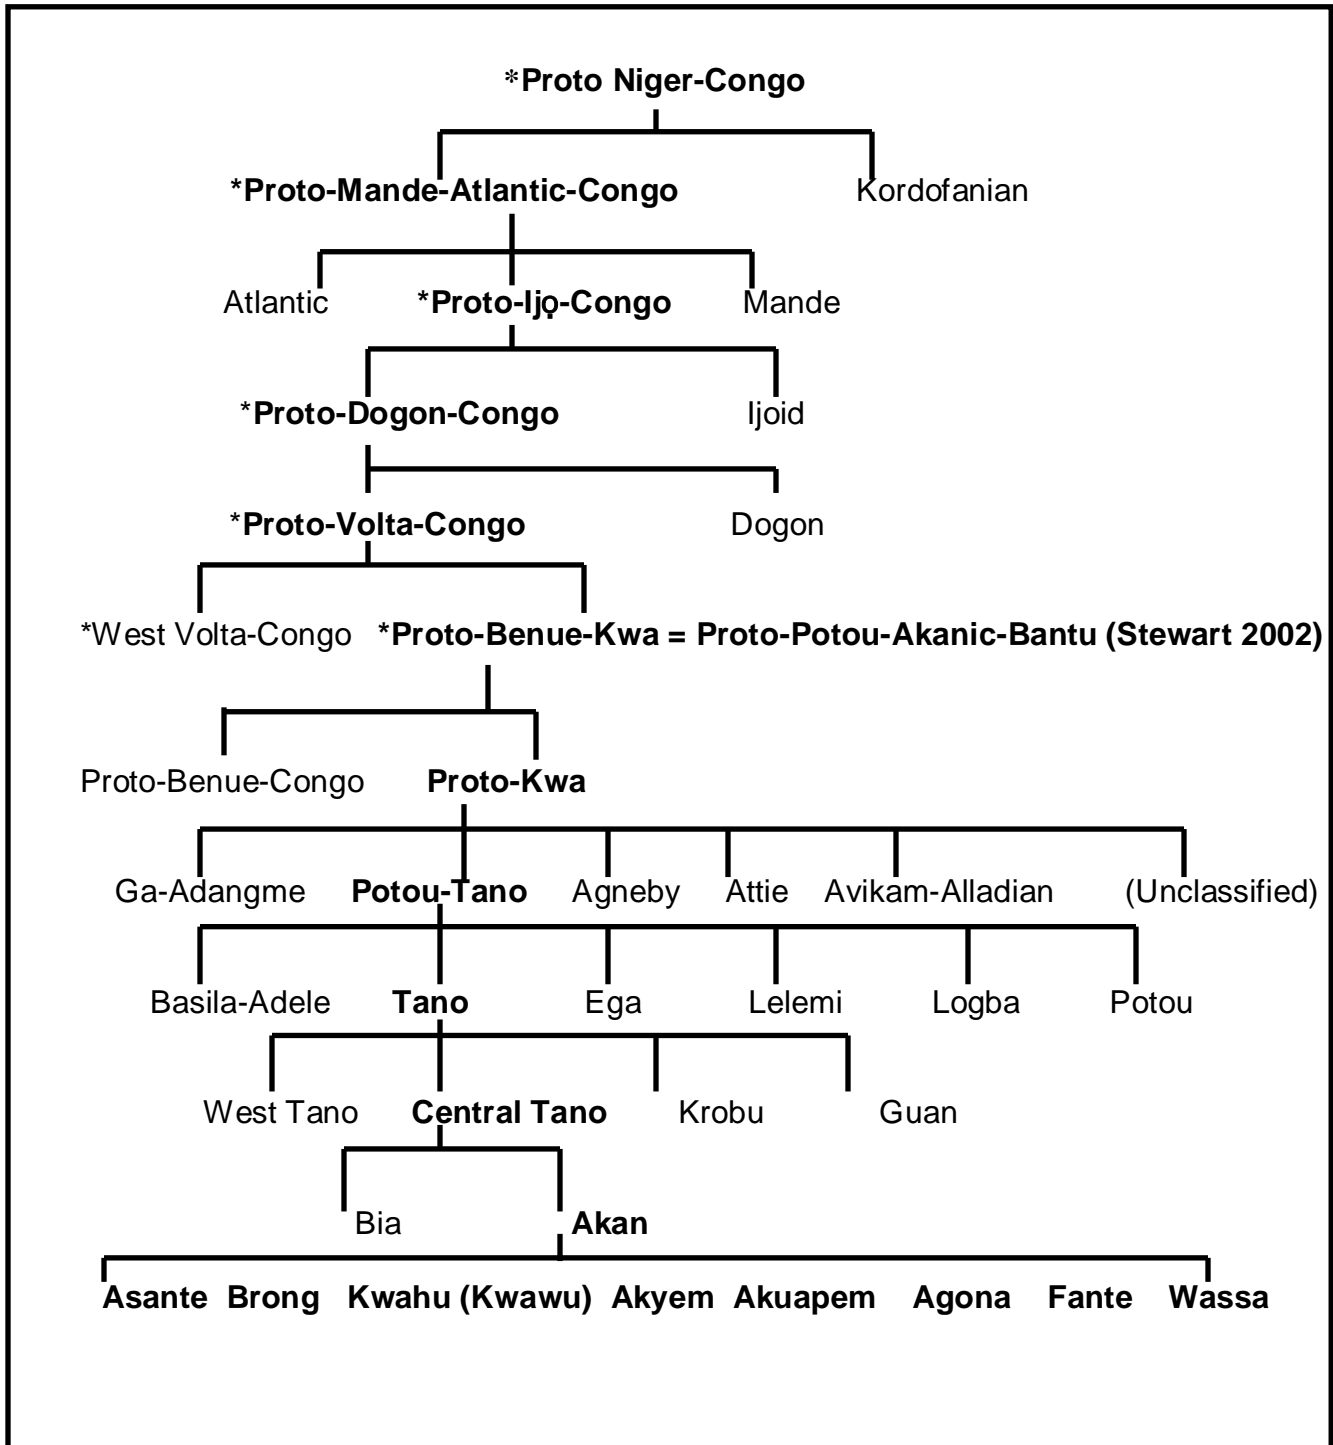 *Proto Niger-Congo
*Proto-Mande-Atlantic-Congo Kordofanian
Atlantic *Proto-Ijọ-Congo Mande
*Proto-Dogon-Congo Ijoid
*Proto-Volta-Congo Dogon
*West Volta-Congo *Proto-Benue-Kwa = Proto-Potou-Akanic-Bantu (Stewart 2002)
Proto-Benue-Congo Proto-Kwa
Ga-Adangme Potou-Tano Agneby Attie Avikam-Alladian (Unclassified)
Basila-Adele Tano Ega Lelemi Logba Potou
West Tano Central Tano Krobu Guan
Bia Akan
Asante Brong Kwahu (Kwawu) Akyem Akuapem Agona Fante Wassa